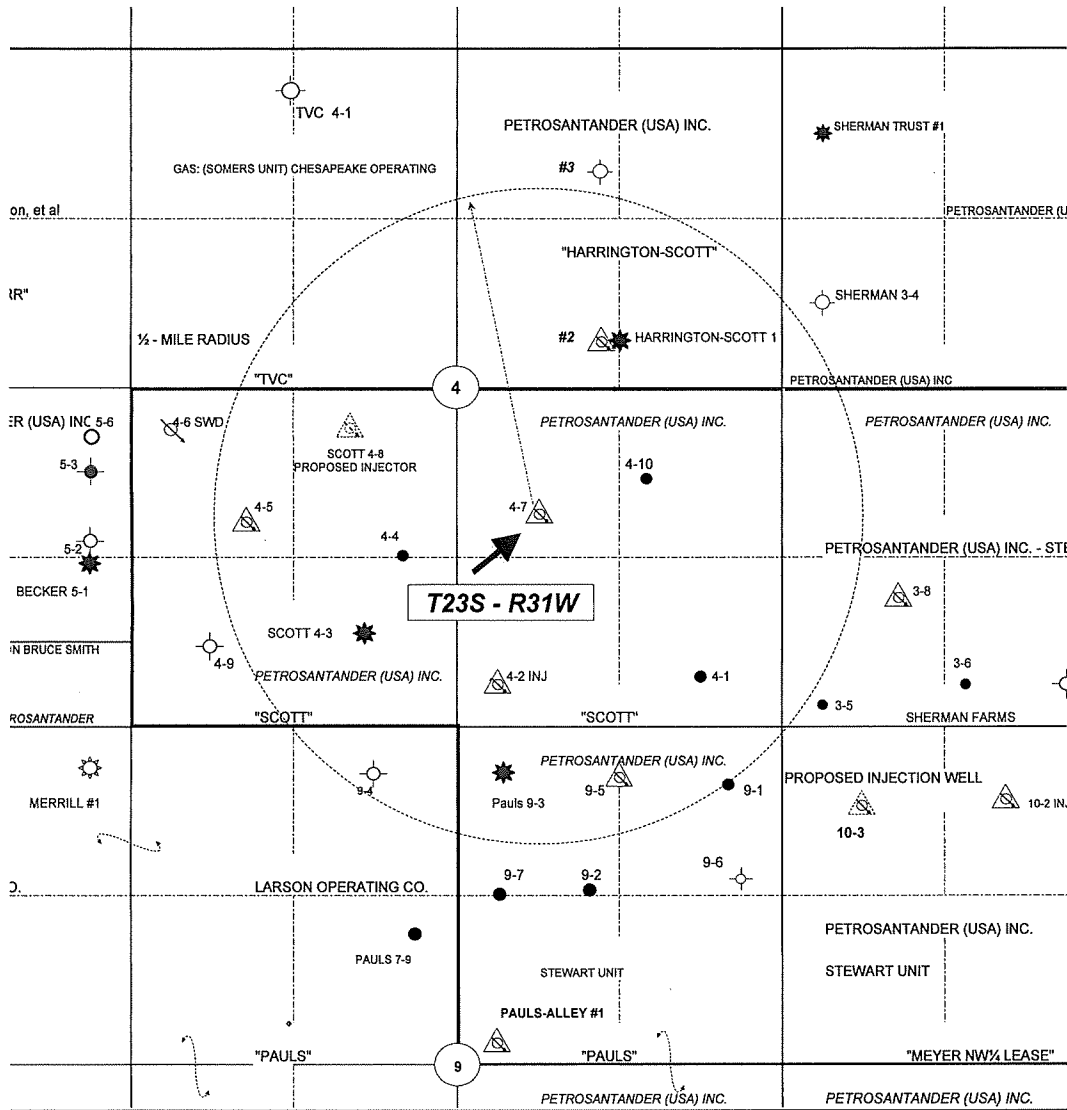 TVC 4-1
PETROSANTANDER (USA) INC.
SHERMAN TRUST #1
GAS: (SOMERS UNIT) CHESAPEAKE OPERATING
#3
on, et al
PETROSANTANDER (U
"HARRINGTON-SCOTT"
RR"
SHERMAN 3-4
½ - MILE RADIUS
#2
HARRINGTON-SCOTT 1
"TVC"
4
PETROSANTANDER (USA) INC
ER (USA) INC 5-6
4-6 SWD
PETROSANTANDER (USA) INC.
PETROSANTANDER (USA) INC.
SCOTT 4-8
PROPOSED INJECTOR
5-3
4-10
4-5
4-7
4-4
5-2
PETROSANTANDER (USA) INC. - STE
BECKER 5-1
T23S - R31W
3-8
SCOTT 4-3
N BRUCE SMITH
4-9
PETROSANTANDER (USA) INC.
4-2 INJ
4-1
3-6
3-5
ROSANTANDER
"SCOTT"
"SCOTT"
SHERMAN FARMS
PETROSANTANDER (USA) INC.
PROPOSED INJECTION WELL
MERRILL #1
9-4
Pauls 9-3
9-5
9-1
10-2 INJ
10-3
9-6
9-7
9-2
O.
LARSON OPERATING CO.
PETROSANTANDER (USA) INC.
PAULS 7-9
STEWART UNIT
STEWART UNIT
PAULS-ALLEY #1
"PAULS"
9
"PAULS"
"MEYER NW¼ LEASE"
PETROSANTANDER (USA) INC.
PETROSANTANDER (USA) INC.